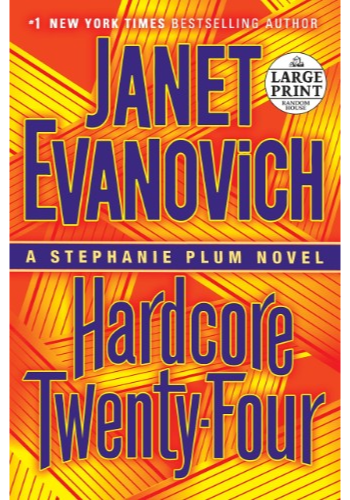 #1 NEW YORK TIMES BESTSELLING AUTHOR
JANET
EVANOVICH
LARGE
PRINT
RANDOM
HOUSE
A STEPHANIE PLUM NOVEL
Hardcore
Twenty-Four